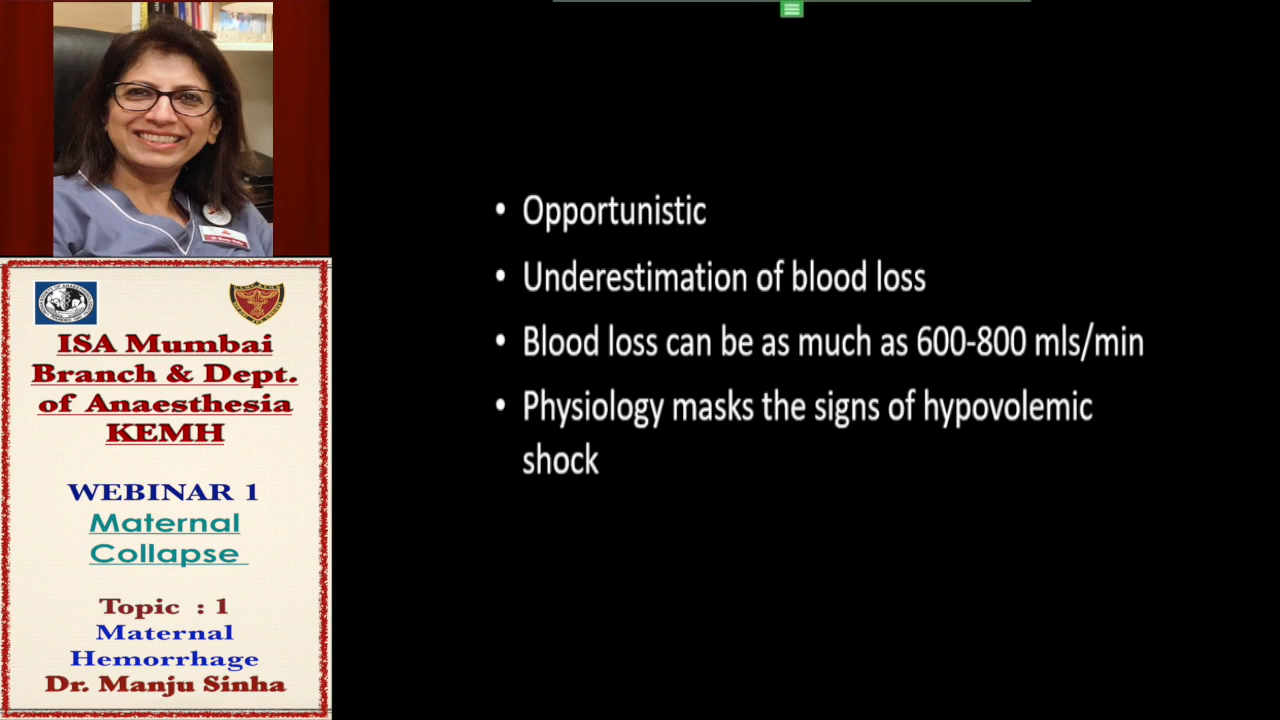 ISA Mumbai
Branch & Dept.
of Anaesthesia
KEMH
WEBINAR 1
Maternal
Collapse
Topic : 1
Maternal
Hemorrhage
Dr. Manju Sinha
• Opportunistic
• Underestimation of blood loss
• Blood loss can be as much as 600-800 mls/min
• Physiology masks the signs of hypovolemic
shock